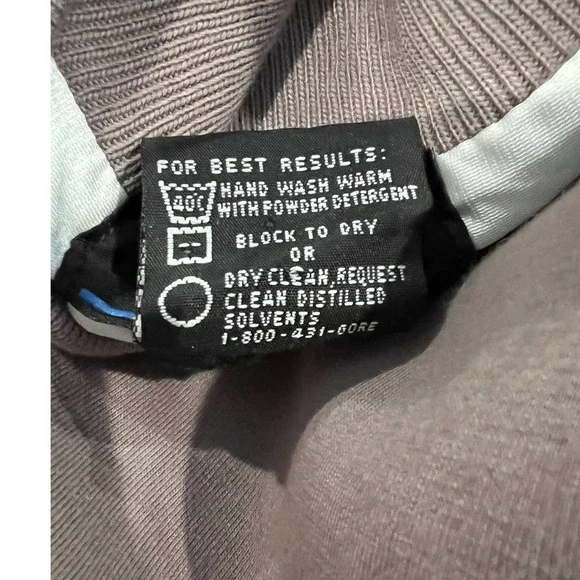 FOR BEST RESULTS:
40C HAND WASH WARM
WITH POWDER DETERGENT
BLOCK TO DRY
OR
DRY CLEAN, REQUEST
CLEAN DISTILLED
SOLVENTS
1-800-431-GORE